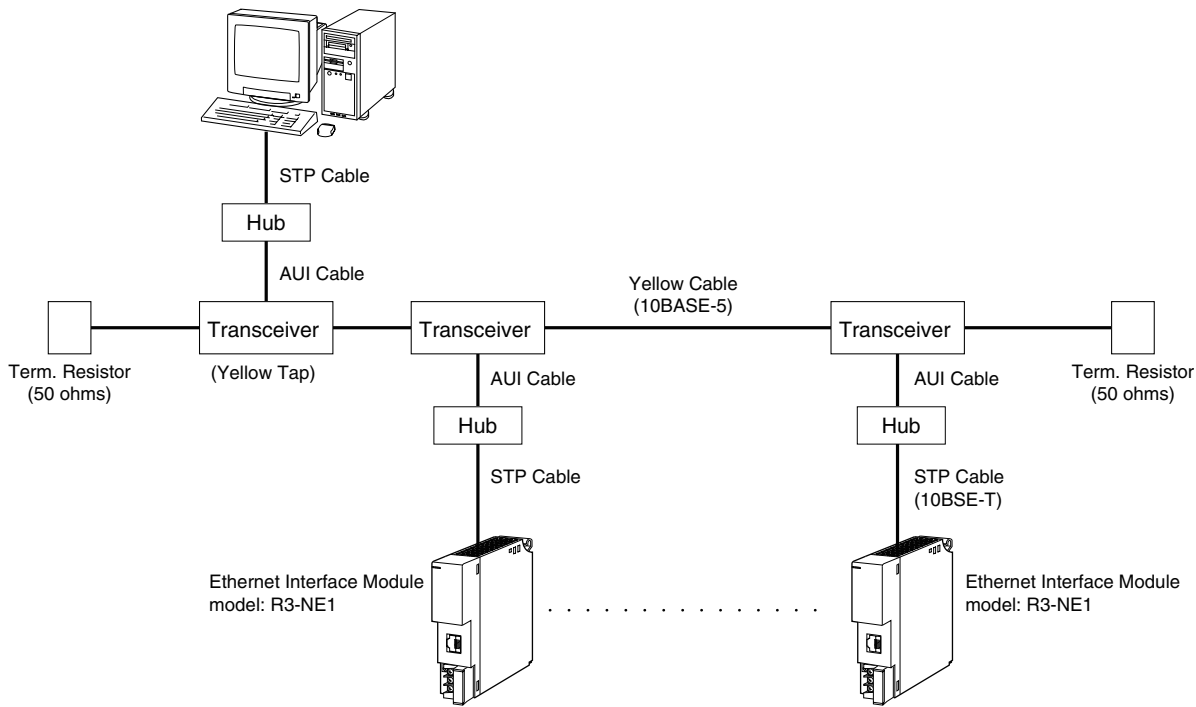 STP Cable
Hub
AUI Cable
Yellow Cable
(10BASE-5)
Transceiver
Transceiver
Transceiver
Term. Resistor
(50 ohms)
(Yellow Tap)
AUI Cable
AUI Cable
Term. Resistor
(50 ohms)
Hub
Hub
STP Cable
STP Cable
(10BSE-T)
Ethernet Interface Module
model: R3-NE1
Ethernet Interface Module
model: R3-NE1